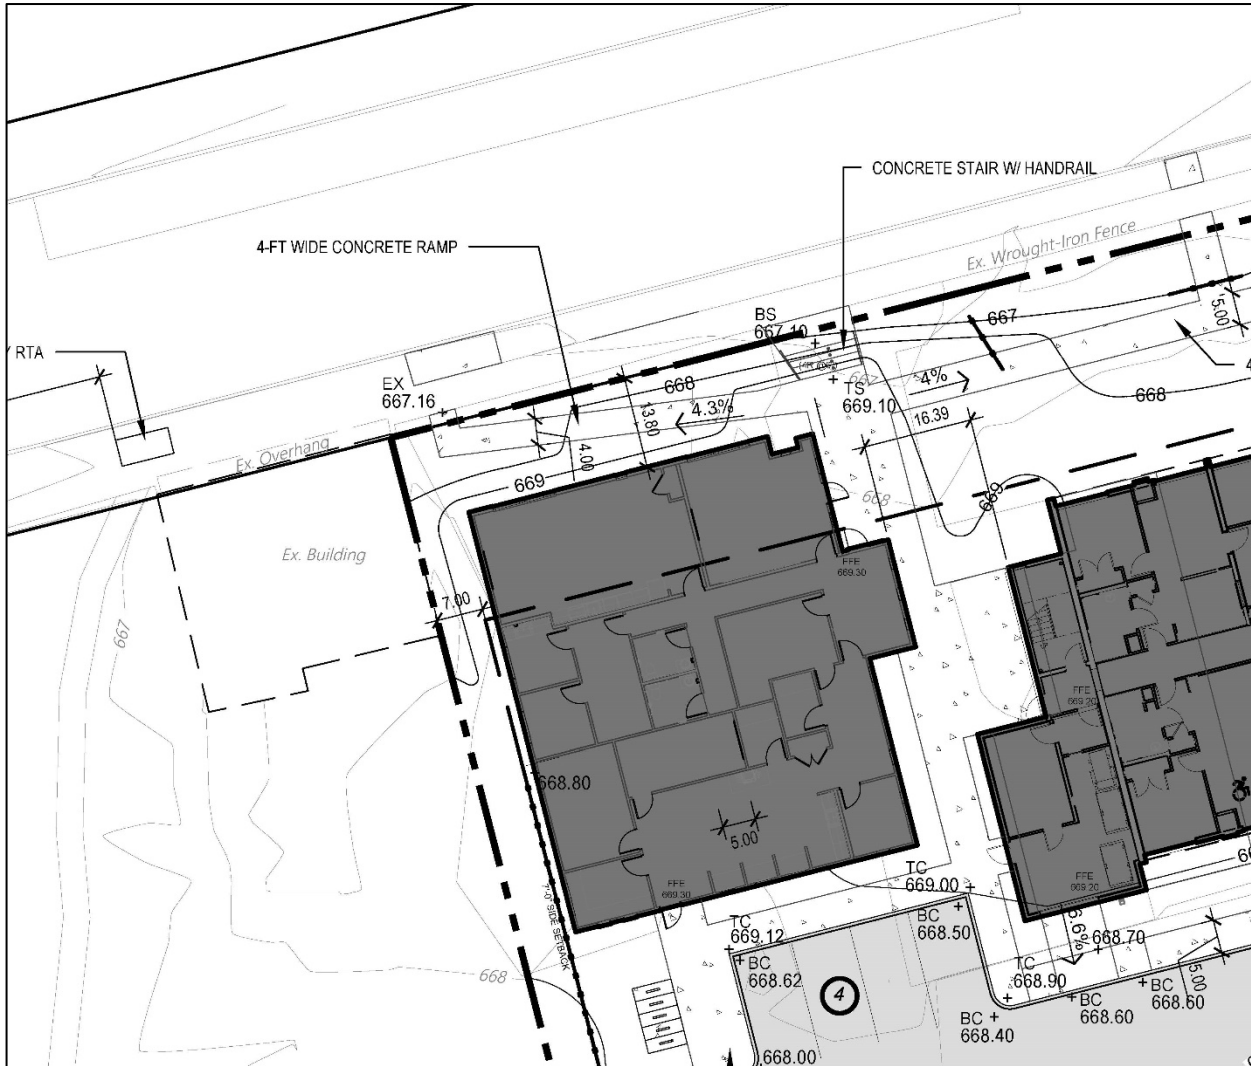 CONCRETE STAIR W/ HANDRAIL
4-FT WIDE CONCRETE RAMP
Ex. Wrought-Iron Fence
BS
667.10
667
5.00
RTA
EX
667.16
668
667
TS
669.10
4%
4
668
13.80
4.3%
16.39
Ex. Overhang
4.00
669
668
669
Ex. Building
FFE
669.30
7.00
667
FFE
669.20
668.80
5.00
TC
669.00
FFE
669.30
FFE
669.20
7'-0" SIDE SETBACK
TC
669.12
BC
668.50
6.6%
668.70
BC
668.62
668
4
TC
668.90
5.00
BC
668.60
BC
668.60
BC
668.40
668.00